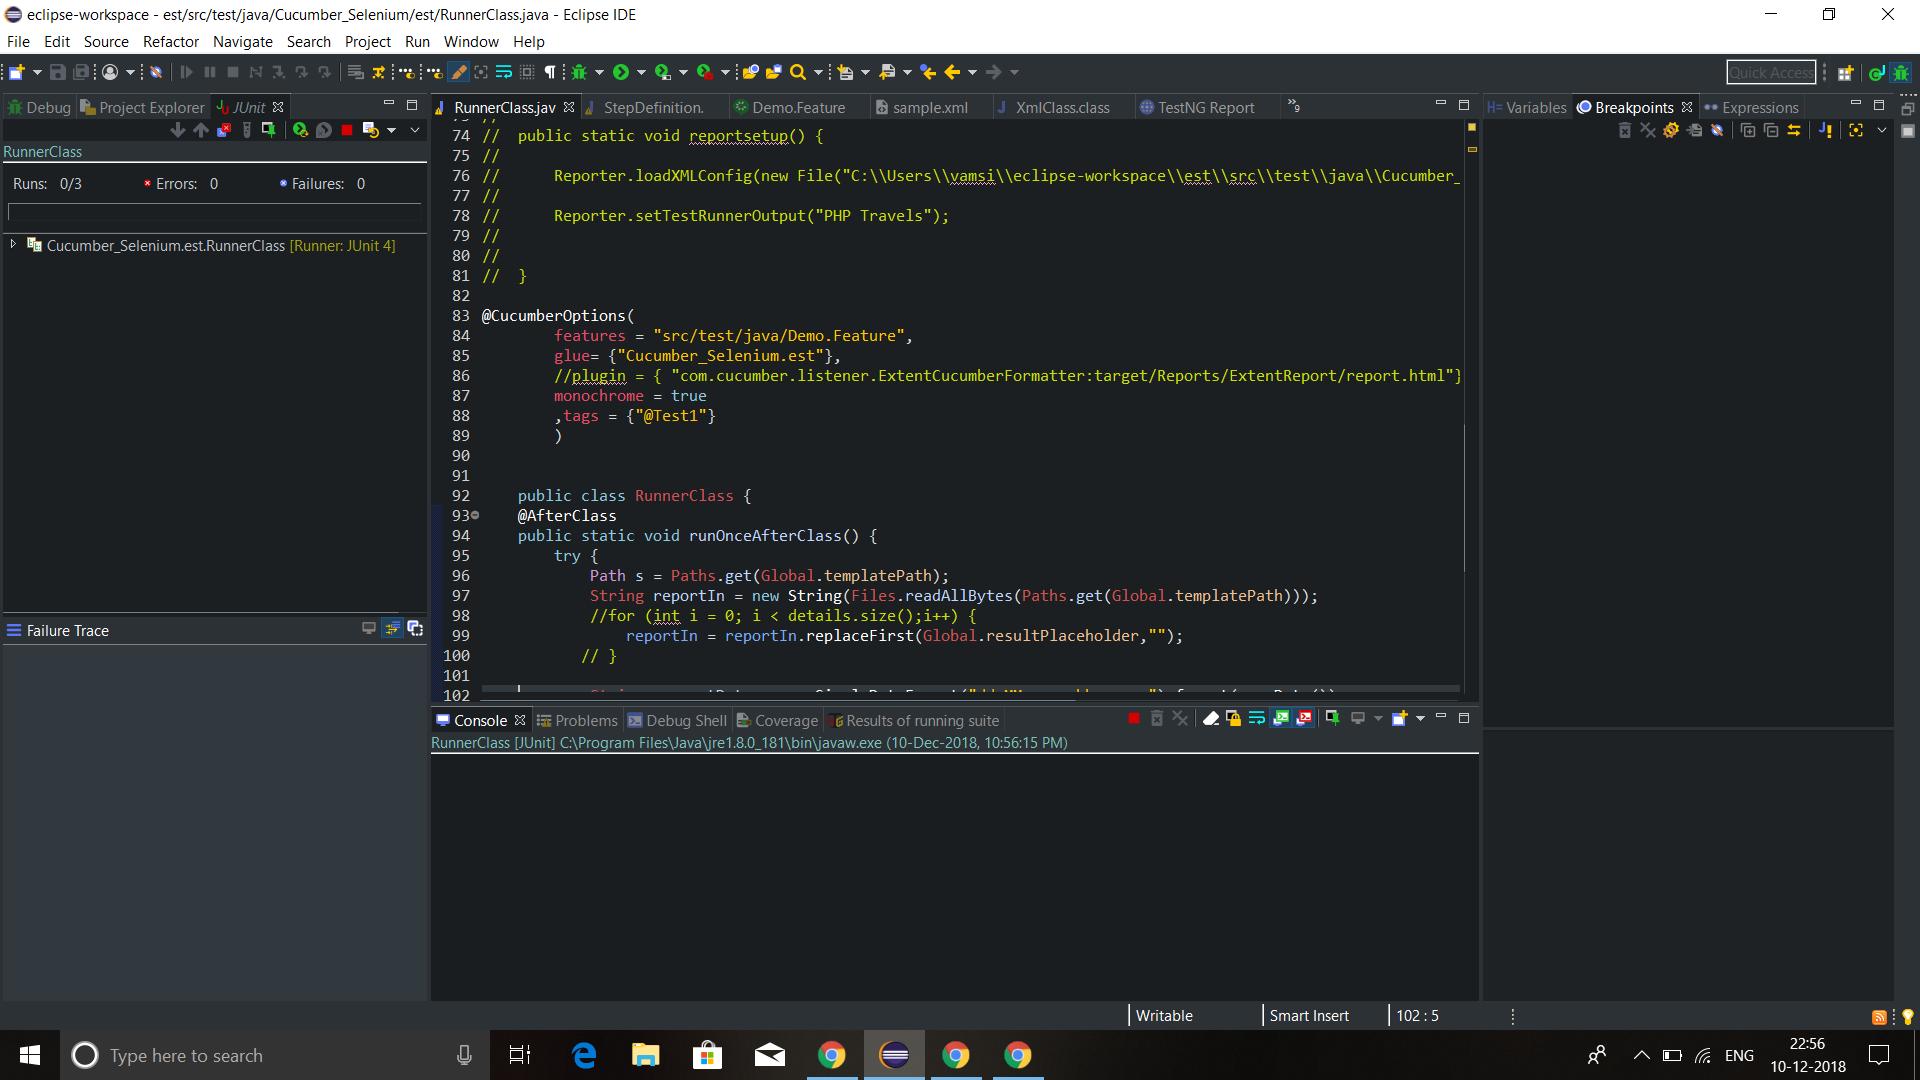 eclipse-workspace - est/src/test/java/Cucumber_Selenium/est/RunnerClass.java - Eclipse IDE
File Edit Source Refactor Navigate Search Project Run Window Help
Quick Access
Debug Project Explorer JUnit
RunnerClass.jav StepDefinition. Demo.Feature sample.xml XmlClass.class TestNG Report »9
Variables Breakpoints Expressions
RunnerClass
Runs: 0/3 Errors: 0 Failures: 0
Cucumber_Selenium.est.RunnerClass [Runner: JUnit 4]
Failure Trace
74 // public static void reportsetup() {
75 //
76 // Reporter.loadXMLConfig(new File("C:\\Users\\vamsi\\eclipse-workspace\\est\\src\\test\\java\\Cucumber_
77 //
78 // Reporter.setTestRunnerOutput("PHP Travels");
79 //
80 //
81 // }
82
83 @CucumberOptions(
84 features = "src/test/java/Demo.Feature",
85 glue= {"Cucumber_Selenium.est"},
86 //plugin = { "com.cucumber.listener.ExtentCucumberFormatter:target/Reports/ExtentReport/report.html"}
87 monochrome = true
88 ,tags = {"@Test1"}
89 )
90
91
92 public class RunnerClass {
93 @AfterClass
94 public static void runOnceAfterClass() {
95 try {
96 Path s = Paths.get(Global.templatePath);
97 String reportIn = new String(Files.readAllBytes(Paths.get(Global.templatePath)));
98 //for (int i = 0; i < details.size();i++) {
99 reportIn = reportIn.replaceFirst(Global.resultPlaceholder,"");
100 // }
101
102
Console Problems Debug Shell Coverage Results of running suite
RunnerClass [JUnit] C:\Program Files\Java\jre1.8.0_181\bin\javaw.exe (10-Dec-2018, 10:56:15 PM)
Writable Smart Insert 102 : 5
Type here to search
ENG
22:56
10-12-2018